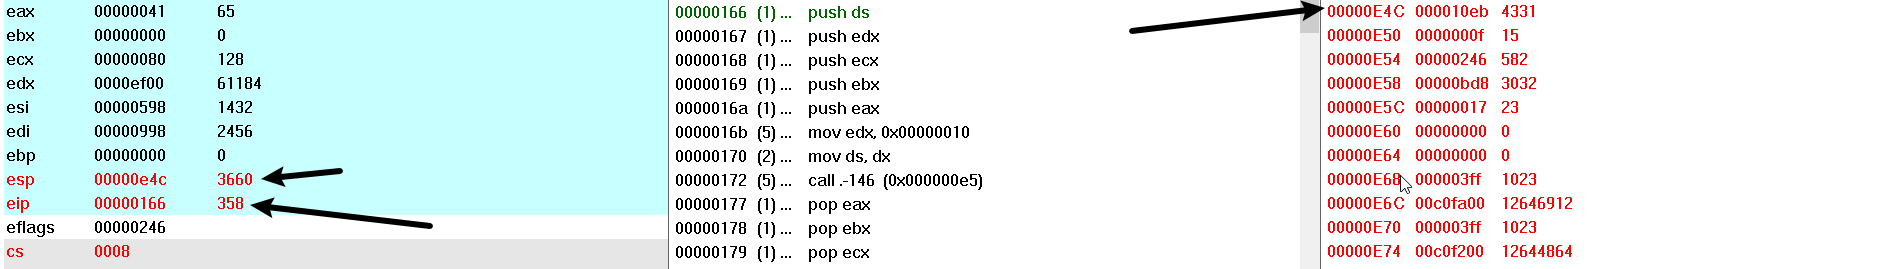 eax 00000041 65 00000166 (1) ... push ds 00000E4C 000010eb 4331
ebx 00000000 0 00000167 (1) ... push edx 00000E50 0000000f 15
ecx 00000080 128 00000168 (1) ... push ecx 00000E54 00000246 582
edx 0000ef00 61184 00000169 (1) ... push ebx 00000E58 00000bd8 3032
esi 00000598 1432 0000016a (1) ... push eax 00000E5C 00000017 23
edi 00000998 2456 0000016b (5) ... mov edx, 0x00000010 00000E60 00000000 0
ebp 00000000 0 00000170 (2) ... mov ds, dx 00000E64 00000000 0
esp 00000e4c 3660 00000172 (5) ... call .-146 (0x000000e5) 00000E68 000003ff 1023
eip 00000166 358 00000177 (1) ... pop eax 00000E6C 00c0fa00 12646912
eflags 00000246 00000178 (1) ... pop ebx 00000E70 000003ff 1023
cs 0008 00000179 (1) ... pop ecx 00000E74 00c0f200 12644864